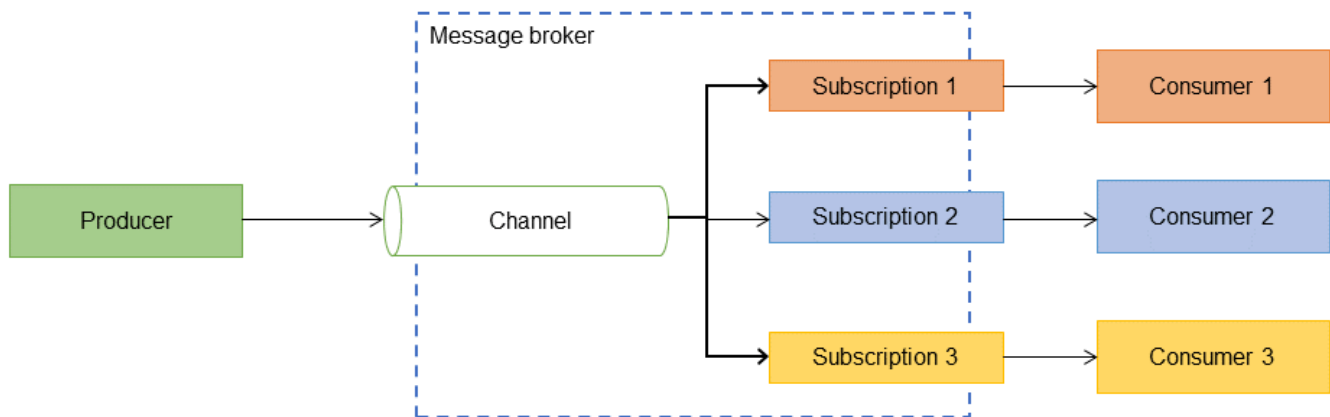 Message broker
Subscription 1
Consumer 1
Producer
Channel
Subscription 2
Consumer 2
Subscription 3
Consumer 3